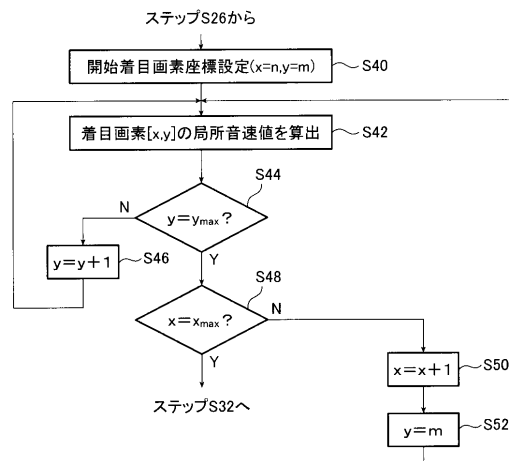 ステップS26から
開始着目画素座標設定(x=n,y=m)
S40
着目画素[x,y]の局所音速値を算出
S42
S44
N
y=ymax?
y=y+1
S46
Y
S48
N
x=xmax?
Y
x=x+1
S50
ステップS32へ
y=m
S52